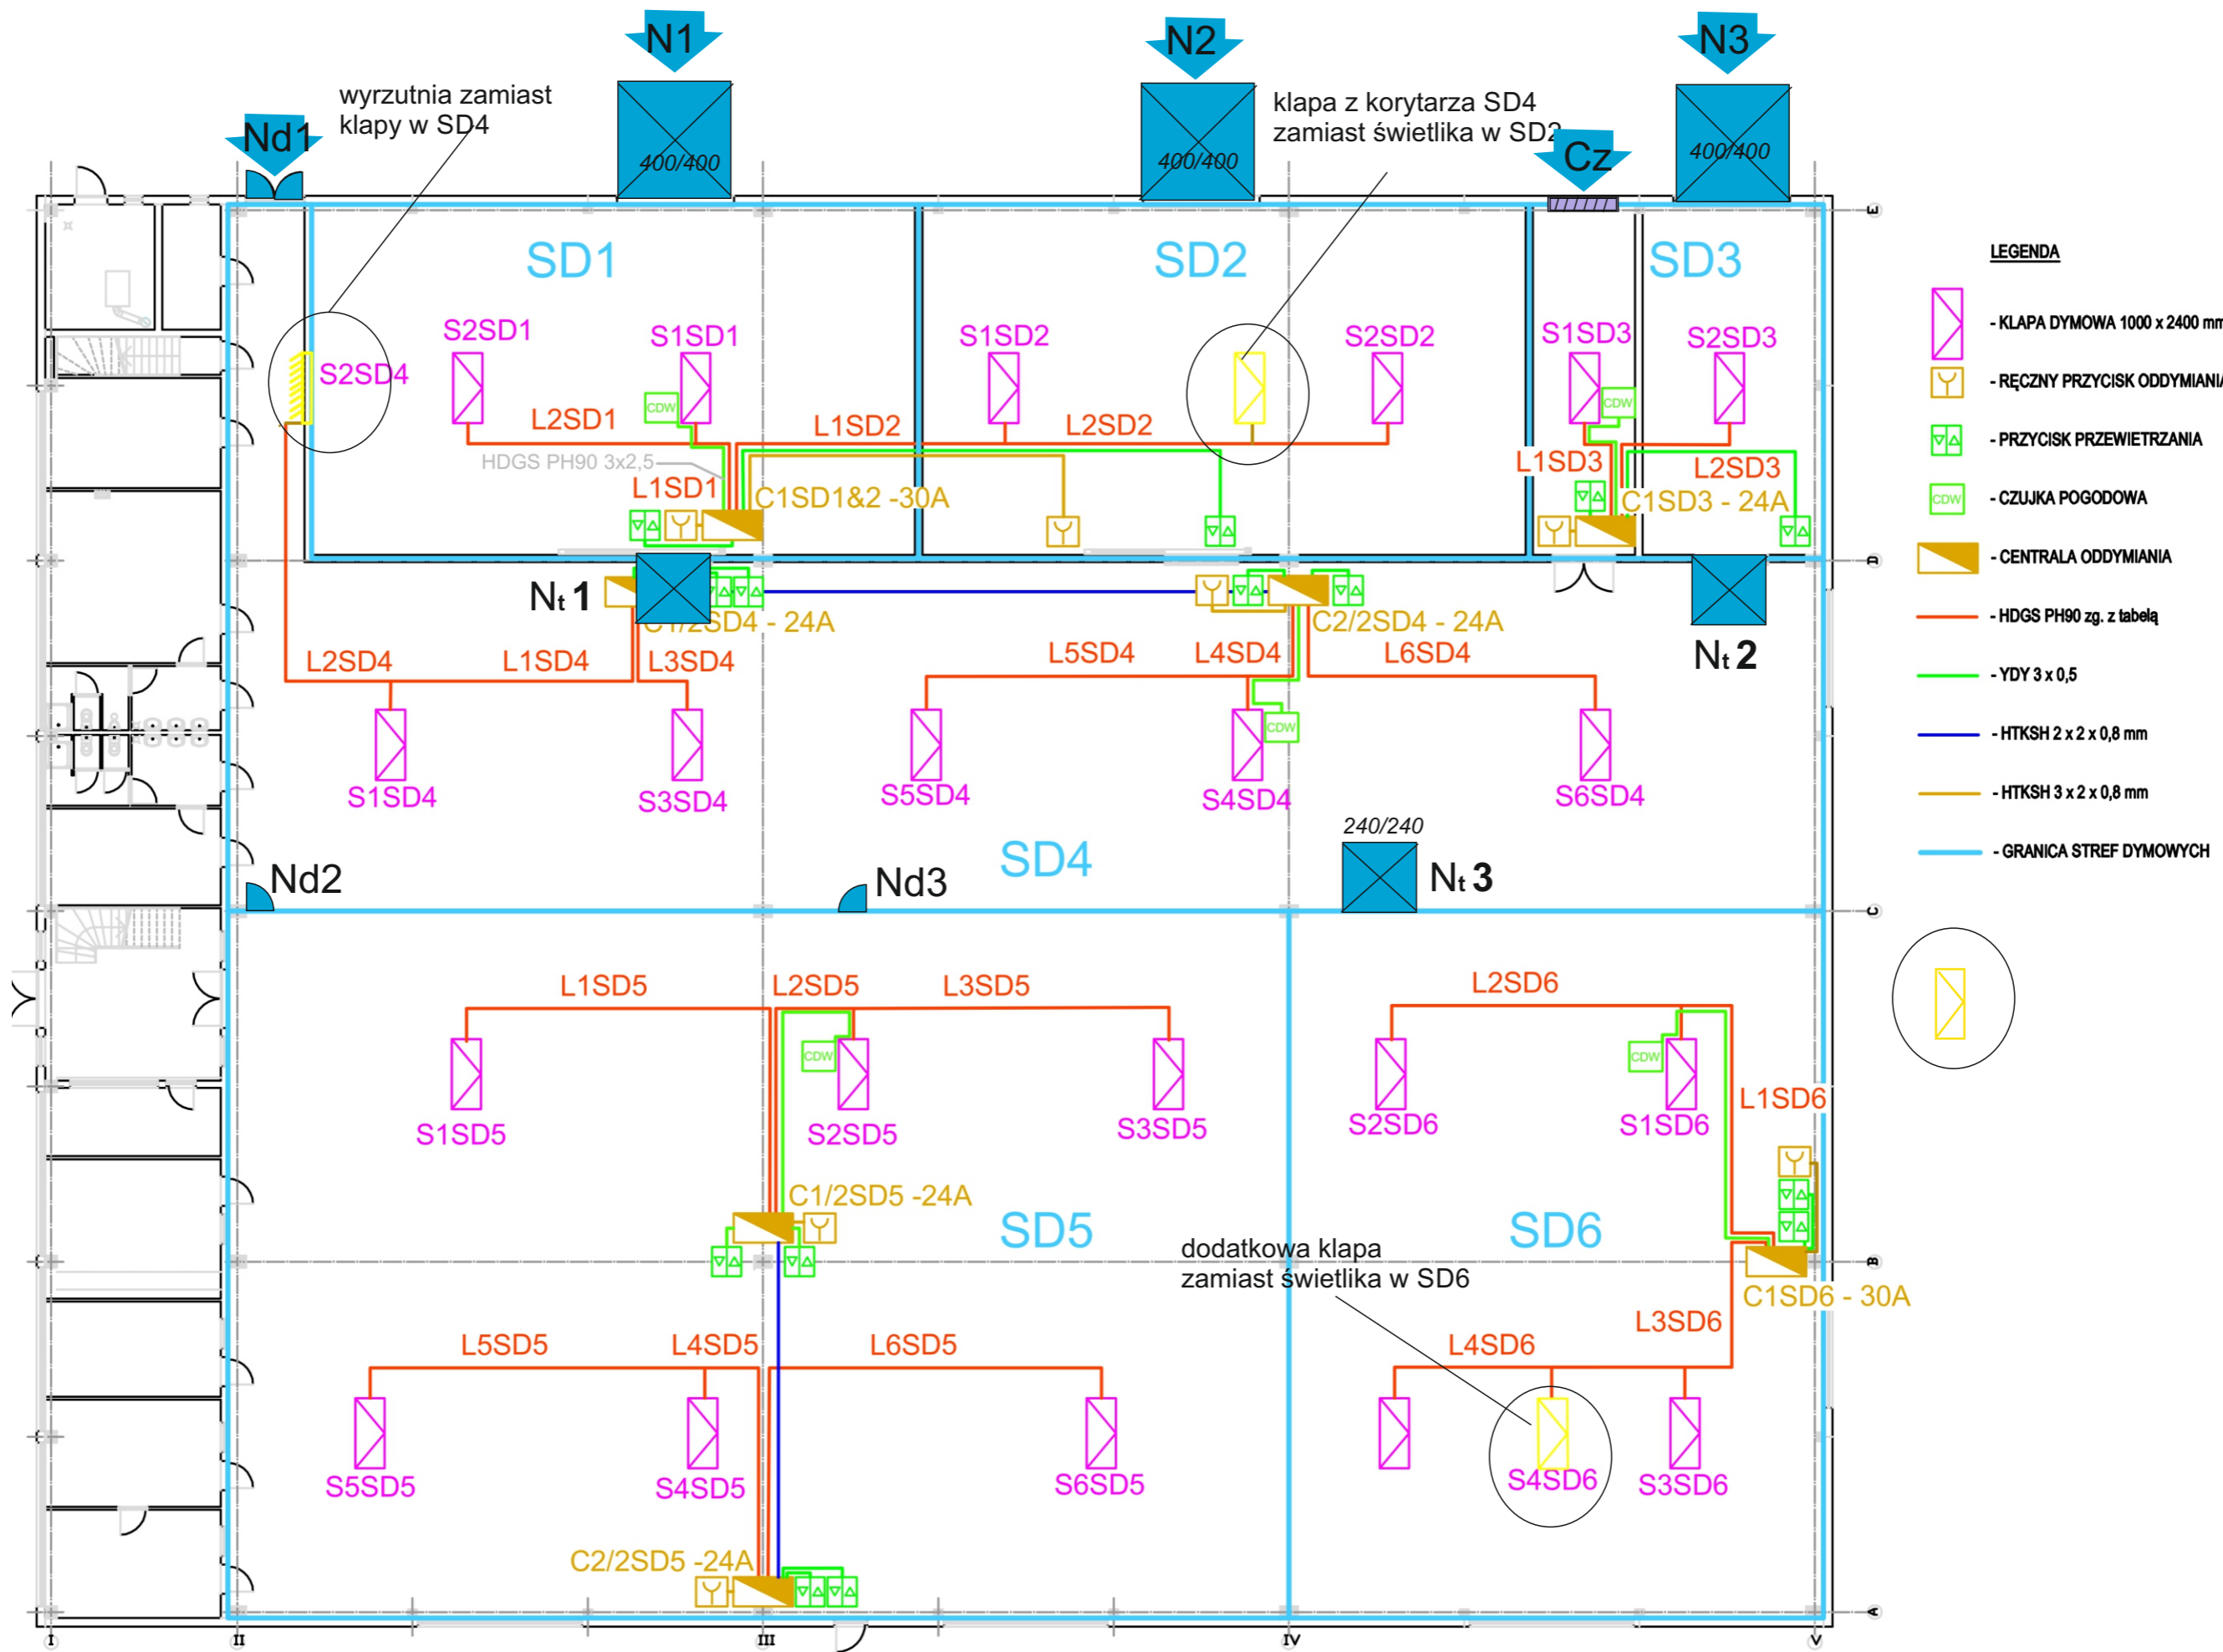 N1
N2
N3
wyrzutnia zamiast
klapy w SD4
klapa z korytarza SD4
zamiast świetlika w SD2
Nd1
Cz
400/400
400/400
400/400
E
SD1
SD2
SD3
LEGENDA
- KLAPA DYMOWA 1000 x 2400 mm
- RĘCZNY PRZYCISK ODDYMIANIA
- PRZYCISK PRZEWIETRZANIA
CDW
- CZUJKA POGODOWA
- CENTRALA ODDYMIANIA
- HDGS PH90 zg. z tabelą
- YDY 3 x 0,5
- HTKSH 2 x 2 x 0,8 mm
- HTKSH 3 x 2 x 0,8 mm
- GRANICA STREF DYMOWYCH
S2SD1
S1SD1
S1SD2
S2SD2
S1SD3
S2SD3
S2SD4
CDW
CDW
L2SD1
L1SD2
L2SD2
HDGS PH90 3x2,5
L1SD3
L2SD3
L1SD1
C1SD1&2 -30A
C1SD3 - 24A
D
Nt 1
C1/2SD4 - 24A
C2/2SD4 - 24A
Nt 2
L2SD4
L1SD4
L3SD4
L5SD4
L4SD4
L6SD4
CDW
S1SD4
S3SD4
S5SD4
S4SD4
S6SD4
240/240
SD4
Nd2
Nd3
Nt 3
C
L1SD5
L2SD5
L3SD5
L2SD6
CDW
CDW
L1SD6
S1SD5
S2SD5
S3SD5
S2SD6
S1SD6
C1/2SD5 -24A
SD5
SD6
dodatkowa klapa
zamiast świetlika w SD6
B
C1SD6 - 30A
L5SD5
L4SD5
L6SD5
L4SD6
L3SD6
S5SD5
S4SD5
S6SD5
S4SD6
S3SD6
C2/2SD5 -24A
A
I
II
III
IV
V